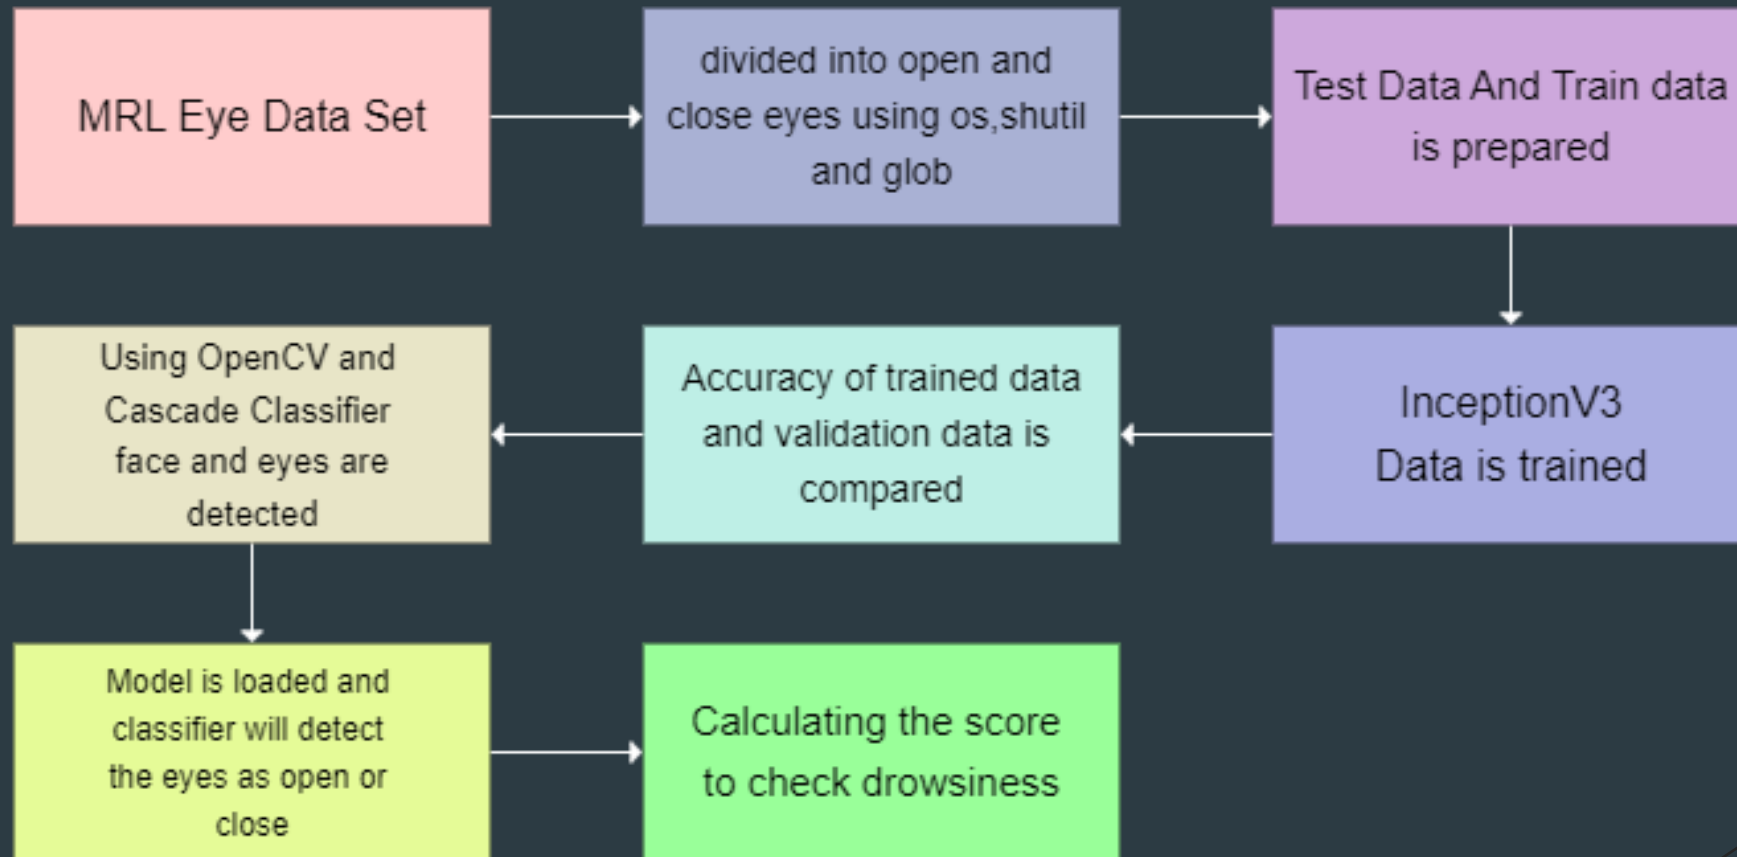 MRL Eye Data Set
divided into open and
close eyes using os,shutil
and glob
Test Data And Train data
is prepared
InceptionV3
Data is trained
Accuracy of trained data
and validation data is
compared
Using OpenCV and
Cascade Classifier
face and eyes are
detected
Model is loaded and
classifier will detect
the eyes as open or
close
Calculating the score
to check drowsiness